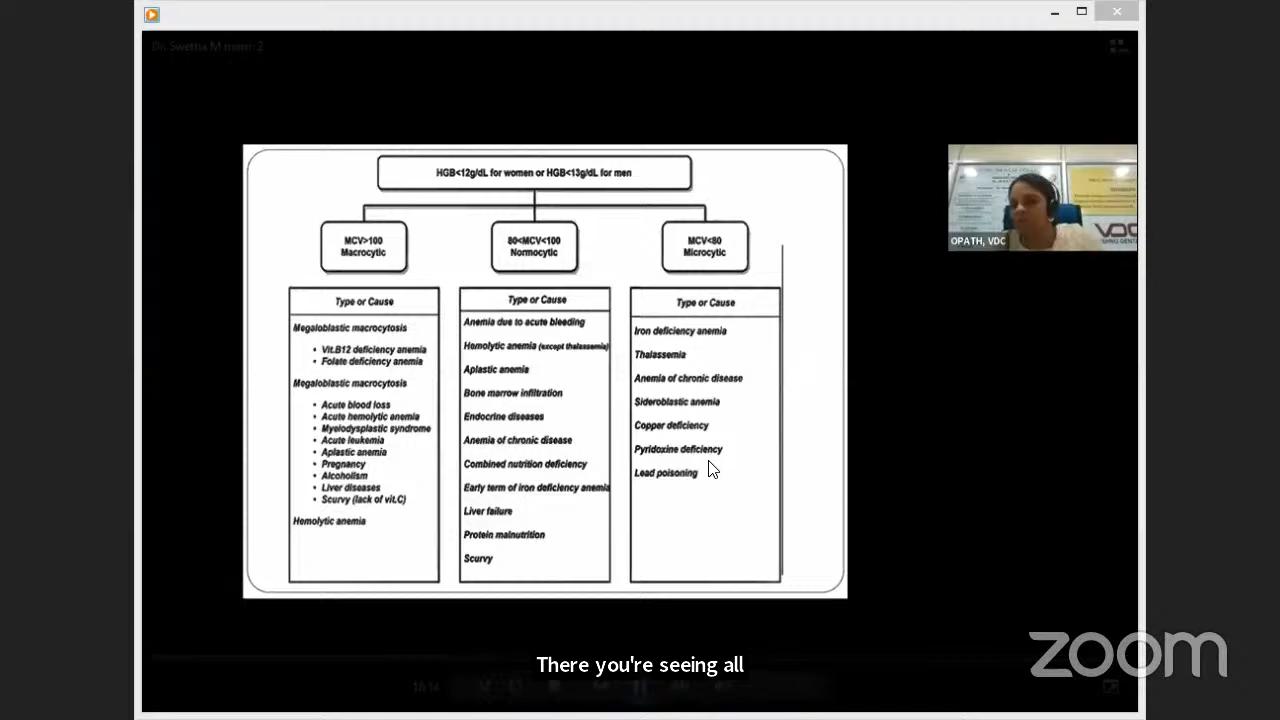 Dr. Swetha M mam: 2
HGB<12g/dL for women or HGB<13g/dL for men
MCV>100
Macrocytic
80<MCV<100
Normocytic
MCV<80
Microcytic
Type or Cause
Megaloblastic macrocytosis
• Vit.B12 deficiency anemia
• Folate deficiency anemia
Megaloblastic macrocytosis
• Acute blood loss
• Acute hemolytic anemia
• Myelodysplastic syndrome
• Acute leukemia
• Aplastic anemia
• Pregnancy
• Alcoholism
• Liver diseases
• Scurvy (lack of vit.C)
Hemolytic anemia
Type or Cause
Anemia due to acute bleeding
Hemolytic anemia (except thalassemia)
Aplastic anemia
Bone marrow infiltration
Endocrine diseases
Anemia of chronic disease
Combined nutrition deficiency
Early term of iron deficiency anemia
Liver failure
Protein malnutrition
Scurvy
Type or Cause
Iron deficiency anemia
Thalassemia
Anemia of chronic disease
Sideroblastic anemia
Copper deficiency
Pyridoxine deficiency
Lead poisoning
VDC
OPATH, VDC
There you're seeing all
zoom